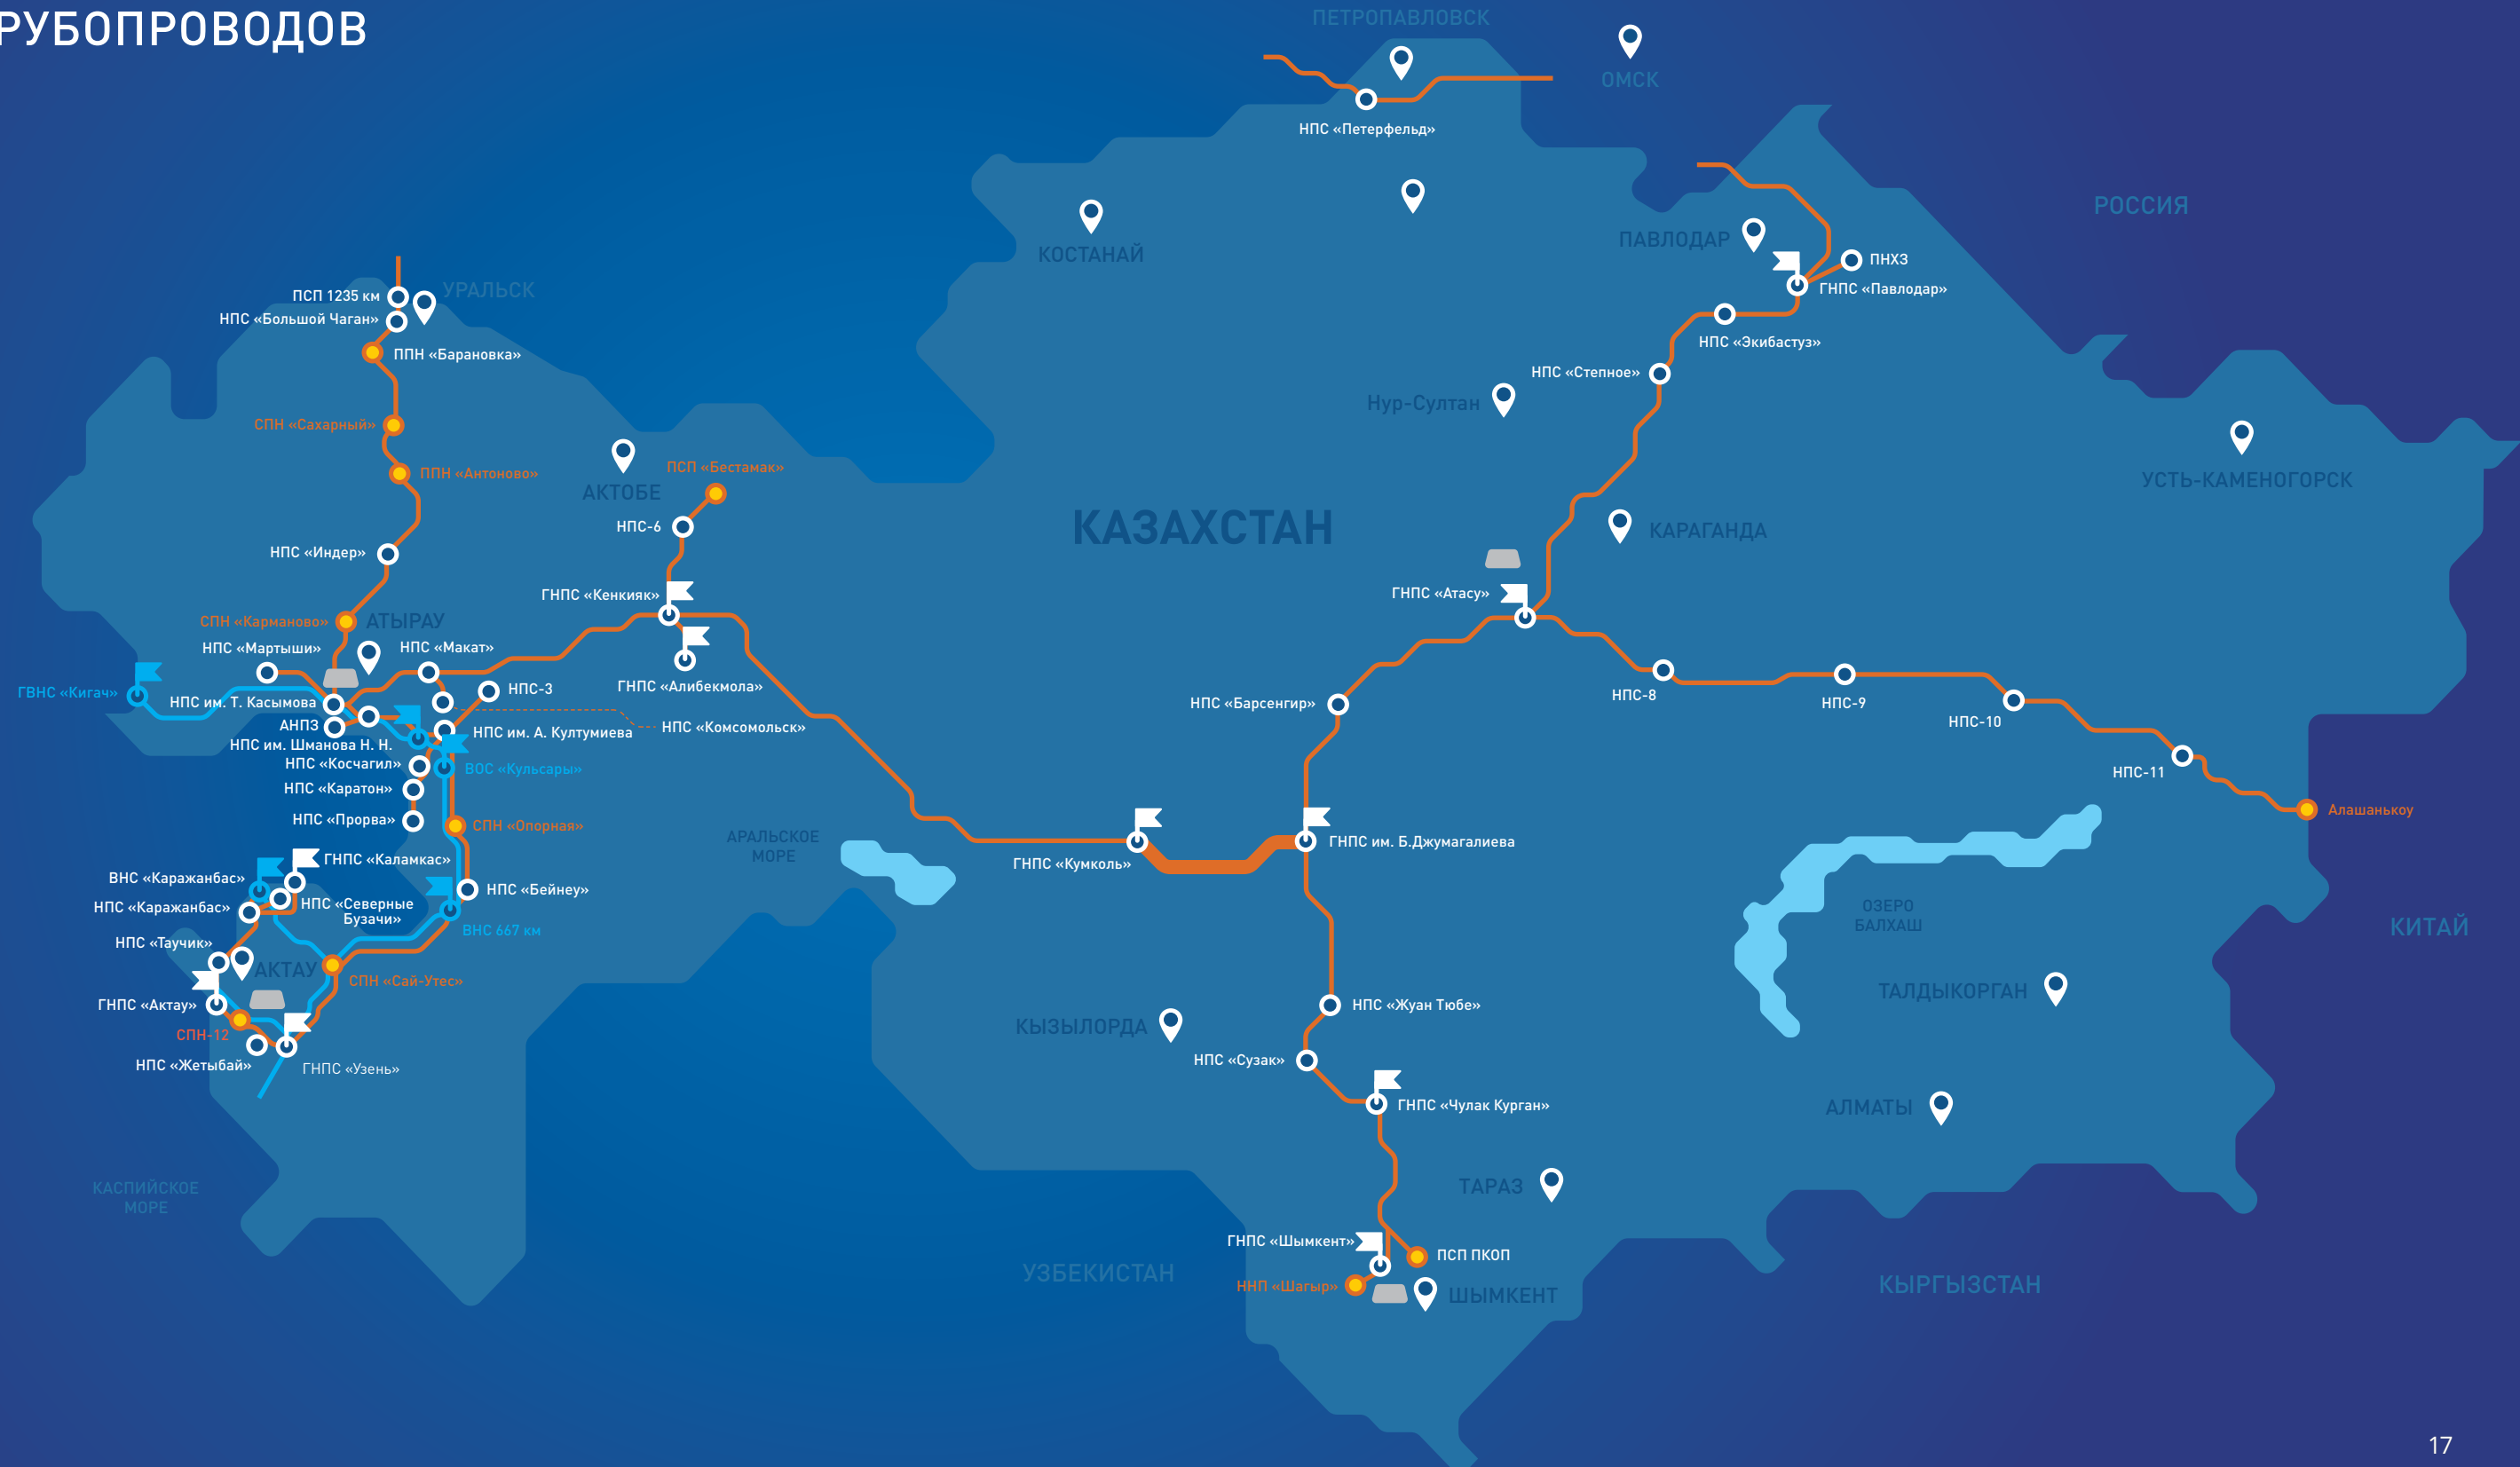 РУБОПРОВОДОВ
ПЕТРОПАВЛОВСК
ОМСК
НПС «Петерфельд»
РОССИЯ
ПАВЛОДАР
КОСТАНАЙ
ПНХЗ
ГНПС «Павлодар»
УРАЛЬСК
ПСП 1235 км
НПС «Большой Чаган»
НПС «Экибастуз»
ППН «Барановка»
НПС «Степное»
Нур-Султан
СПН «Сахарный»
ППН «Антоново»
ПСП «Бестамак»
АКТОБЕ
УСТЬ-КАМЕНОГОРСК
НПС-6
КАЗАХСТАН
КАРАГАНДА
НПС «Индер»
ГНПС «Кенкияк»
ГНПС «Атасу»
СПН «Карманово»
АТЫРАУ
НПС «Мартыши»
НПС «Макат»
ГВНС «Кигач»
НПС им. Т. Касымова
НПС-3
ГНПС «Алибекмола»
НПС «Барсенгир»
НПС-8
НПС-9
НПС-10
АНПЗ
НПС им. А. Култумиева
НПС «Комсомольск»
НПС им. Шманова Н. Н.
НПС «Косчагил»
ВОС «Кульсары»
НПС-11
НПС «Каратон»
НПС «Прорва»
СПН «Опорная»
Алашанькоу
АРАЛЬСКОЕ
МОРЕ
ГНПС «Кумколь»
ГНПС им. Б.Джумагалиева
ГНПС «Каламкас»
ВНС «Каражанбас»
НПС «Бейнеу»
НПС «Каражанбас»
НПС «Северные
Бузачи»
ОЗЕРО
БАЛХАШ
КИТАЙ
ВНС 667 км
НПС «Таучик»
АКТАУ
СПН «Сай-Утес»
ТАЛДЫКОРГАН
ГНПС «Актау»
НПС «Жуан Тюбе»
КЫЗЫЛОРДА
СПН-12
НПС «Жетыбай»
ГНПС «Узень»
НПС «Сузак»
ГНПС «Чулак Курган»
АЛМАТЫ
КАСПИЙСКОЕ
МОРЕ
ТАРАЗ
ГНПС «Шымкент»
ПСП ПКОП
УЗБЕКИСТАН
ННП «Шагыр»
ШЫМКЕНТ
КЫРГЫЗСТАН
17